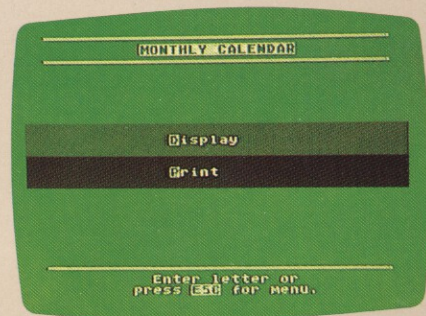 MONTHLY CALENDAR
Display
Print
Enter letter or
press ESC for menu.